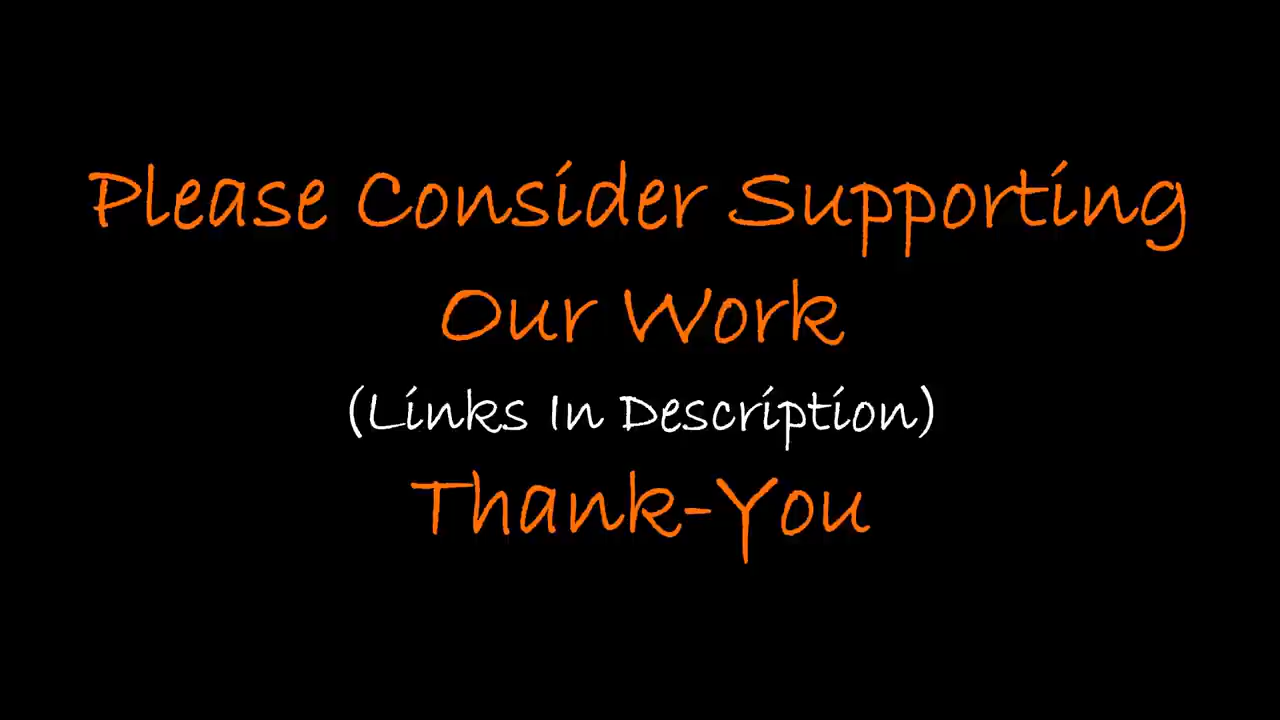 Please Consider Supporting
Our Work
(Links In Description)
Thank-You